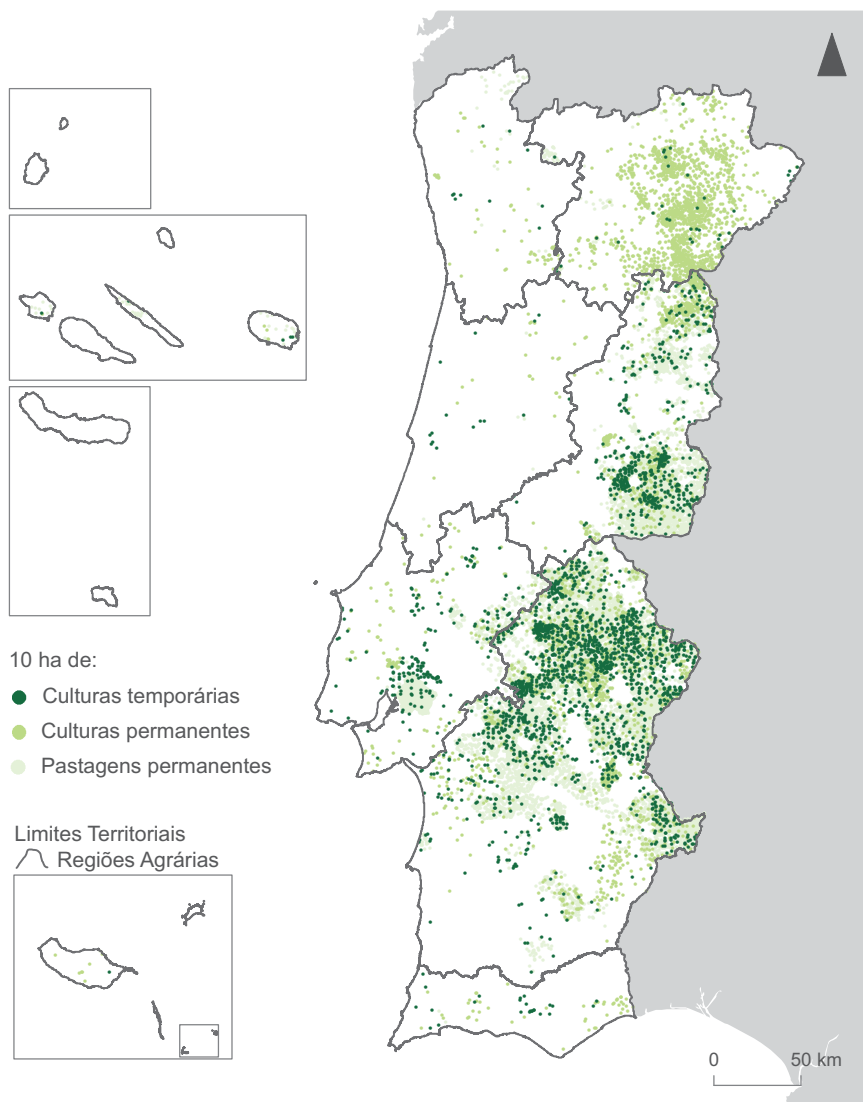 10 ha de:
Culturas temporárias
Culturas permanentes
Pastagens permanentes
Limites Territoriais
Regiões Agrárias
0 50 km